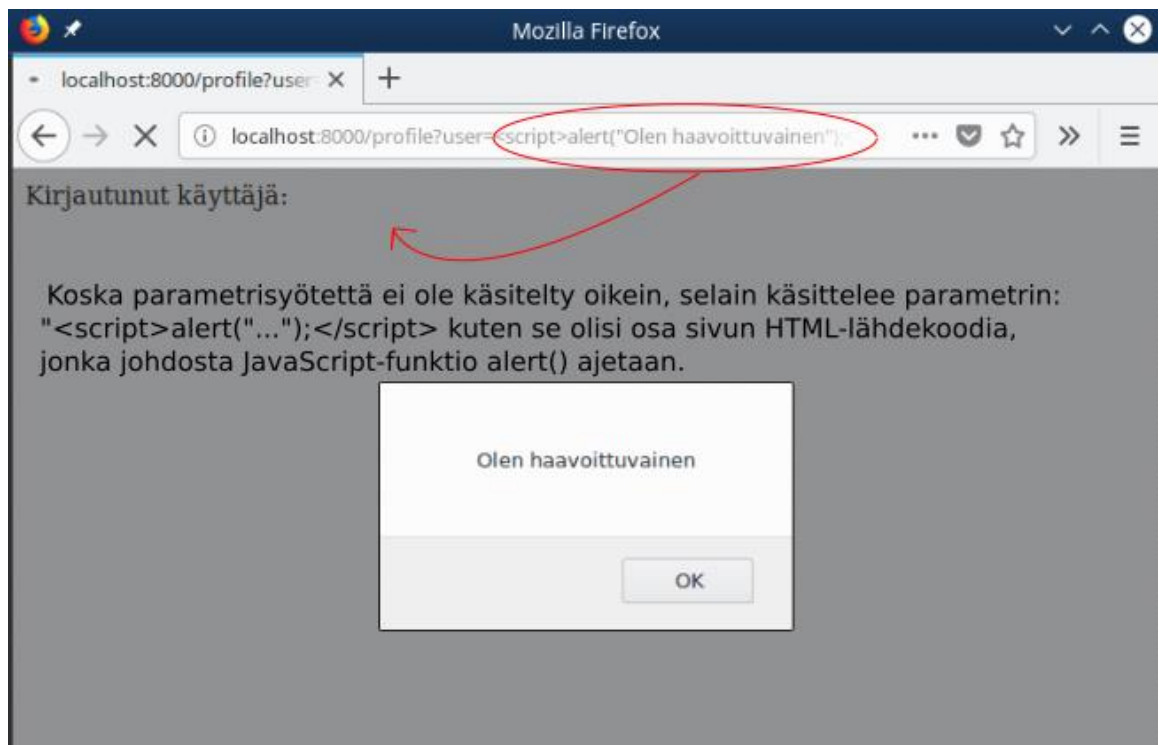 Mozilla Firefox
localhost:8000/profile?user
localhost:8000/profile?user=<script>alert("Olen haavoittuvainen");
Kirjautunut käyttäjä:
Koska parametrisyötettä ei ole käsitelty oikein, selain käsittelee parametrin:
"<script>alert("...");</script> kuten se olisi osa sivun HTML-lähdekoodia,
jonka johdosta JavaScript-funktio alert() ajetaan.
Olen haavoittuvainen
OK